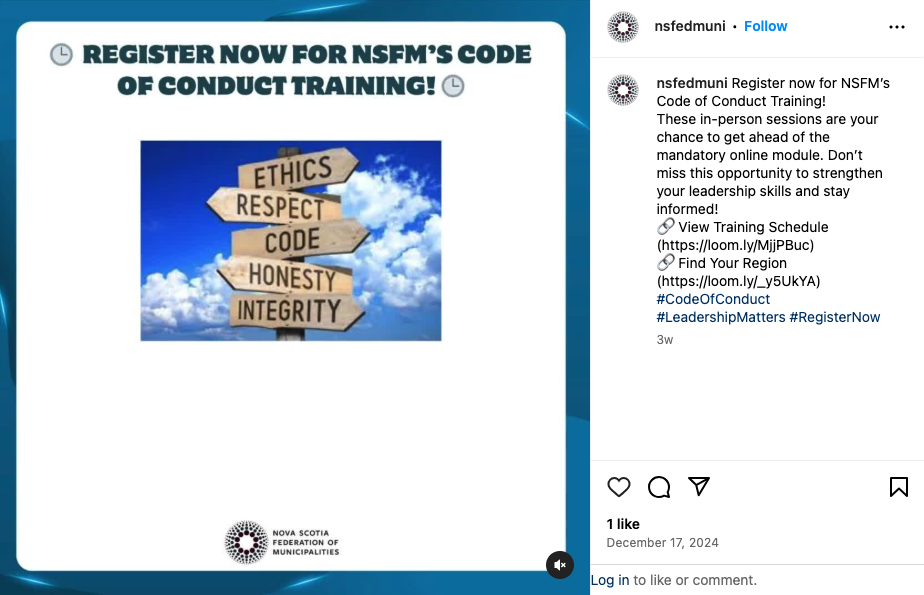 🕒 REGISTER NOW FOR NSFM'S CODE
OF CONDUCT TRAINING! 🕒
ETHICS
RESPECT
CODE
HONESTY
INTEGRITY
NOVA SCOTIA
FEDERATION OF
MUNICIPALITIES
nsfedmuni • Follow
nsfedmuni Register now for NSFM's
Code of Conduct Training!
These in-person sessions are your
chance to get ahead of the
mandatory online module. Don't
miss this opportunity to strengthen
your leadership skills and stay
informed!
🔗 View Training Schedule
(https://loom.ly/MjjPBuc)
🔗 Find Your Region
(https://loom.ly/_y5UkYA)
#CodeOfConduct
#LeadershipMatters #RegisterNow
3w
1 like
December 17, 2024
Log in to like or comment.